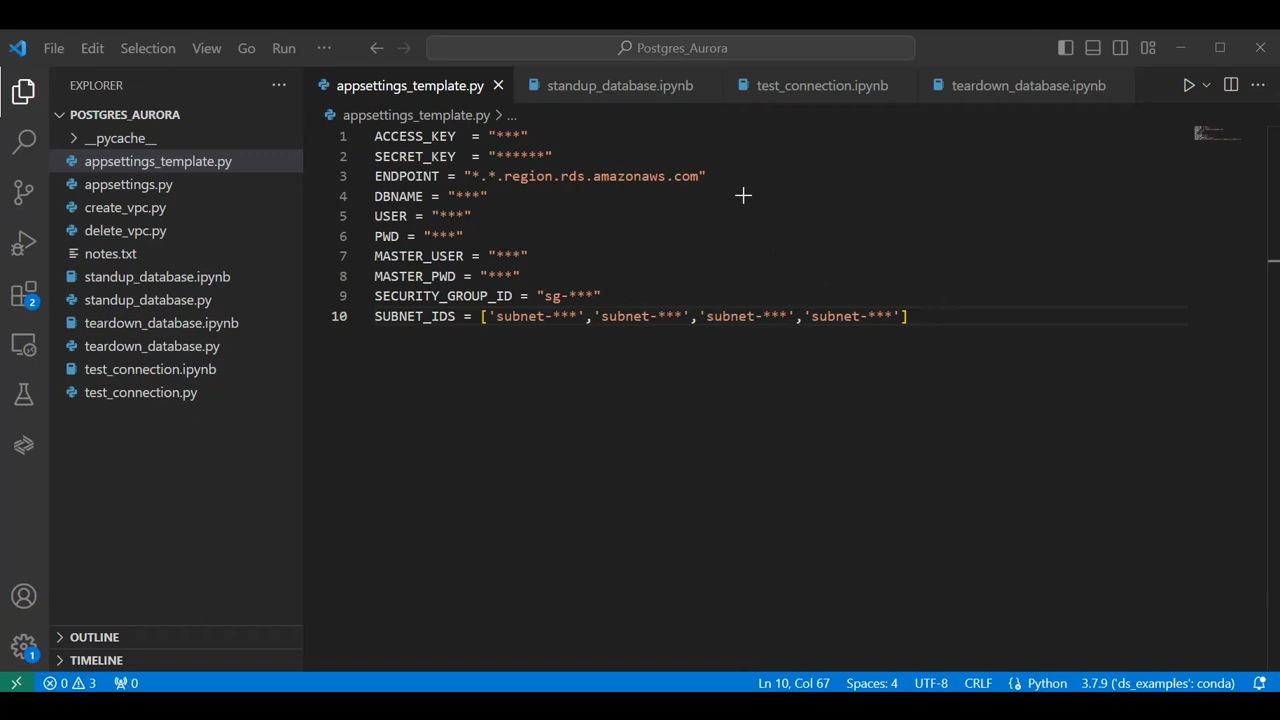 File Edit Selection View Go Run ··· Postgres_Aurora
EXPLORER ···
appsettings_template.py standup_database.ipynb test_connection.ipynb teardown_database.ipynb
POSTGRES_AURORA
appsettings_template.py > ...
__pycache__
appsettings_template.py
appsettings.py
create_vpc.py
delete_vpc.py
notes.txt
standup_database.ipynb
standup_database.py
teardown_database.ipynb
teardown_database.py
test_connection.ipynb
test_connection.py
1 ACCESS_KEY = "***"
2 SECRET_KEY = "******"
3 ENDPOINT = "*.*.region.rds.amazonaws.com"
4 DBNAME = "***"
5 USER = "***"
6 PWD = "***"
7 MASTER_USER = "***"
8 MASTER_PWD = "***"
9 SECURITY_GROUP_ID = "sg-***"
10 SUBNET_IDS = ['subnet-***','subnet-***','subnet-***','subnet-***']
2
OUTLINE
TIMELINE
1
0 3 0 Ln 10, Col 67 Spaces: 4 UTF-8 CRLF Python 3.7.9 ('ds_examples': conda)